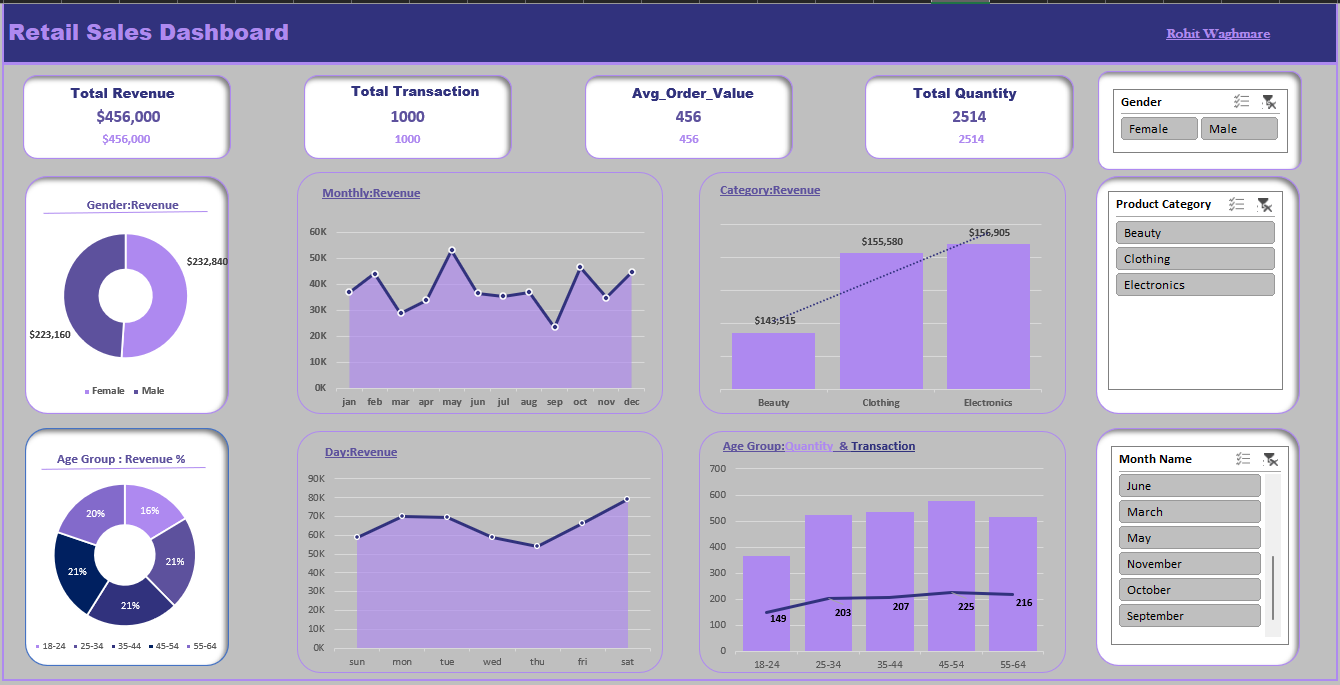 Retail Sales Dashboard
Rohit Waghmare
Total Revenue
$456,000
$456,000
Total Transaction
1000
1000
Avg_Order_Value
456
456
Total Quantity
2514
2514
Gender
Female Male
Gender:Revenue
$232,840
$223,160
Female Male
Monthly:Revenue
60K
50K
40K
30K
20K
10K
0K
jan feb mar apr may jun jul aug sep oct nov dec
Category:Revenue
$143,515
$155,580
$156,905
Beauty Clothing Electronics
Product Category
Beauty
Clothing
Electronics
Age Group : Revenue %
16%
21%
21%
21%
20%
18-24 25-34 35-44 45-54 55-64
Day:Revenue
90K
80K
70K
60K
50K
40K
30K
20K
10K
0K
sun mon tue wed thu fri sat
Age Group:Quantity & Transaction
700
600
500
400
300
200
100
0
149 203 207 225 216
18-24 25-34 35-44 45-54 55-64
Month Name
June
March
May
November
October
September